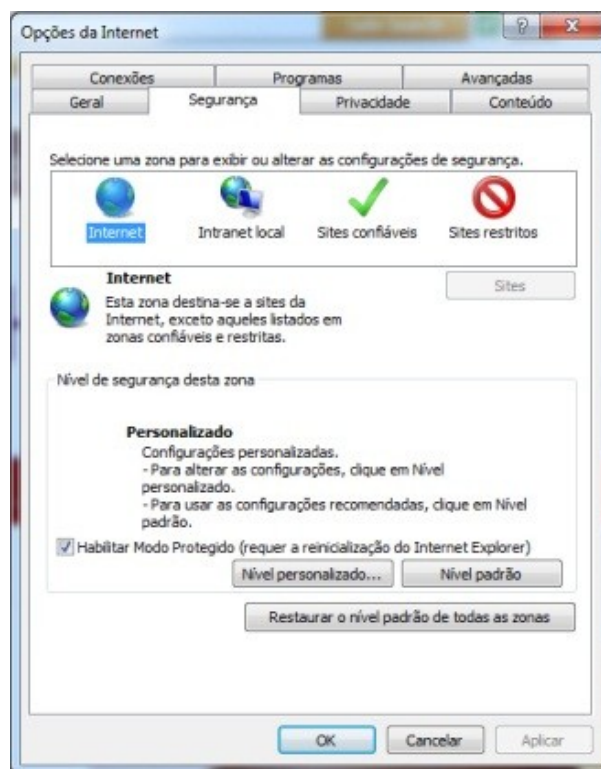 Opções da Internet
Conexões Programas Avançadas
Geral Segurança Privacidade Conteúdo
Selecione uma zona para exibir ou alterar as configurações de segurança.
Internet Intranet local Sites confiáveis Sites restritos
Internet
Sites
Esta zona destina-se a sites da
Internet, exceto aqueles listados em
zonas confiáveis e restritas.
Nível de segurança desta zona
Personalizado
Configurações personalizadas.
- Para alterar as configurações, clique em Nível
personalizado.
- Para usar as configurações recomendadas, clique em Nível
padrão.
Habilitar Modo Protegido (requer a reinicialização do Internet Explorer)
Nível personalizado... Nível padrão
Restaurar o nível padrão de todas as zonas
OK Cancelar Aplicar